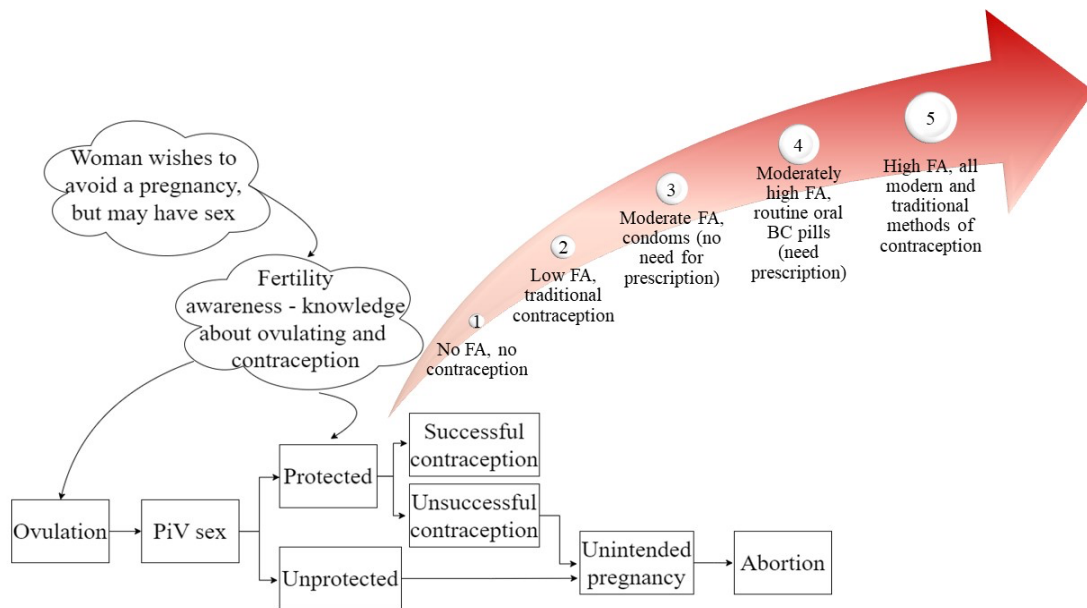 Woman wishes to
avoid a pregnancy,
but may have sex
Fertility
awareness - knowledge
about ovulating and
contraception
1
No FA, no
contraception
2
Low FA,
traditional
contraception
3
Moderate FA,
condoms (no
need for
prescription)
4
Moderately
high FA,
routine oral
BC pills
(need
prescription)
5
High FA, all
modern and
traditional
methods of
contraception
Ovulation
PiV sex
Protected
Unprotected
Successful
contraception
Unsuccessful
contraception
Unintended
pregnancy
Abortion